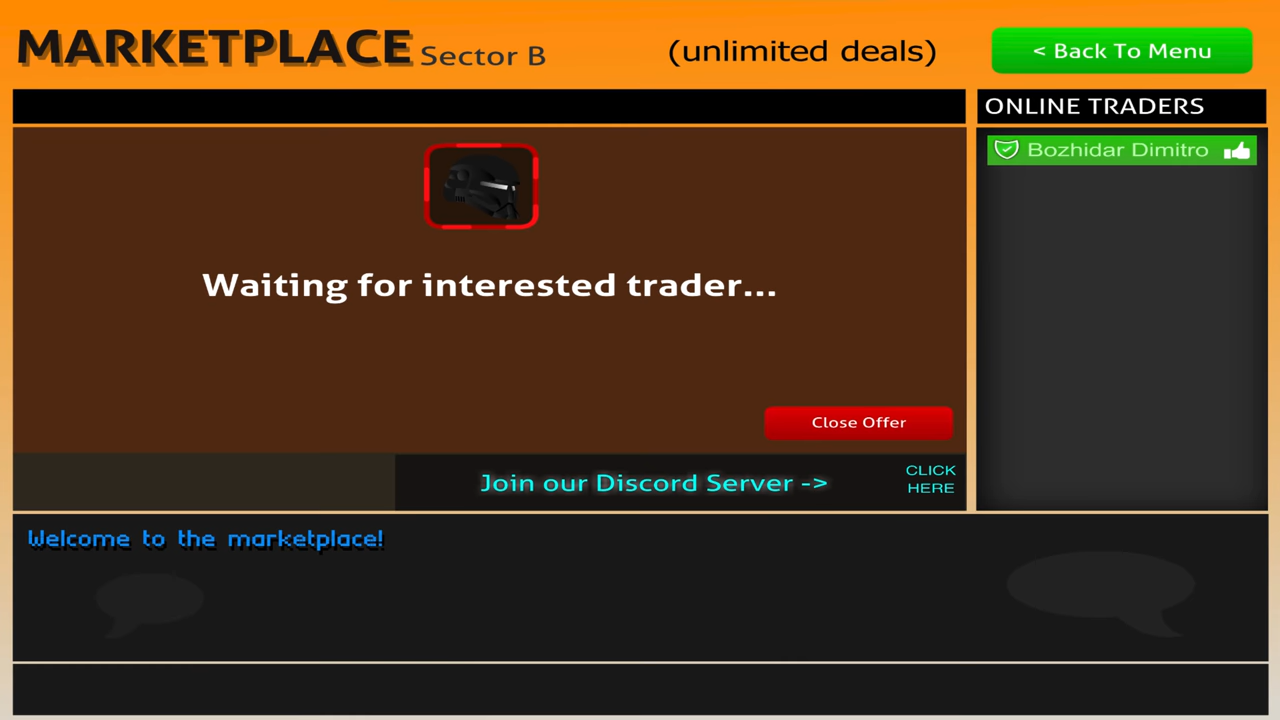 MARKETPLACE Sector B
(unlimited deals)
< Back To Menu
ONLINE TRADERS
Bozhidar Dimitro
Waiting for interested trader...
Close Offer
Join our Discord Server ->
CLICK
HERE
Welcome to the marketplace!